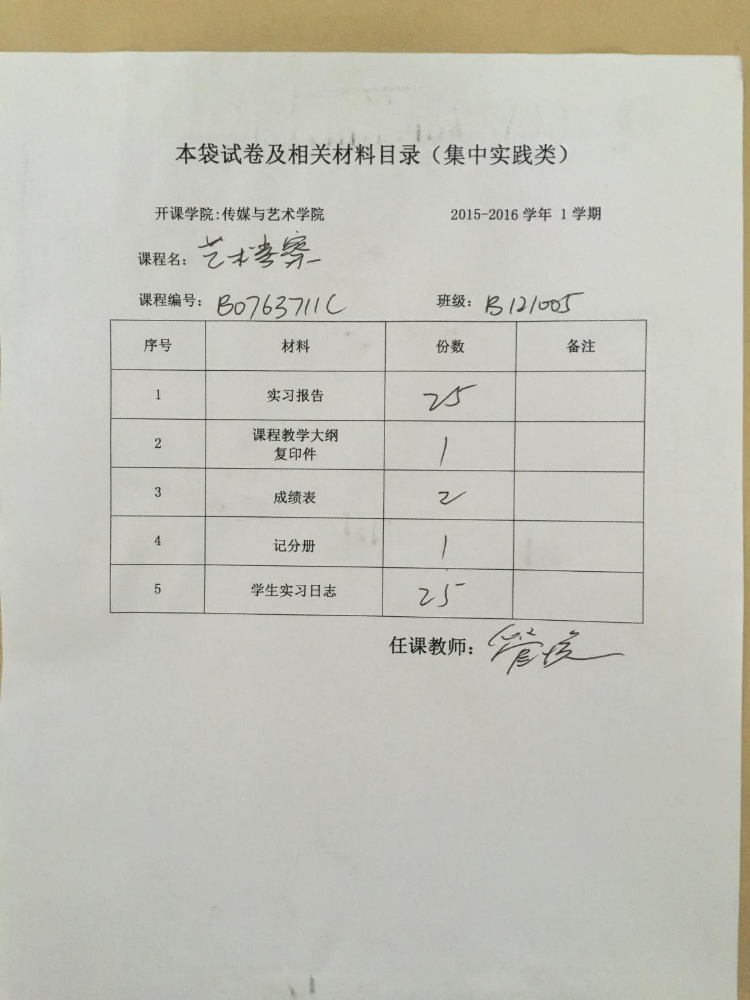 本袋试卷及相关材料目录（集中实践类）
开课学院:传媒与艺术学院 2015-2016 学年 1 学期
课程名：艺术考察
课程编号：B0763711C 班级：B121005
序号 材料 份数 备注
1 实习报告 25
2 课程教学大纲
复印件 1
3 成绩表 2
4 记分册 1
5 学生实习日志 25
任课教师：管